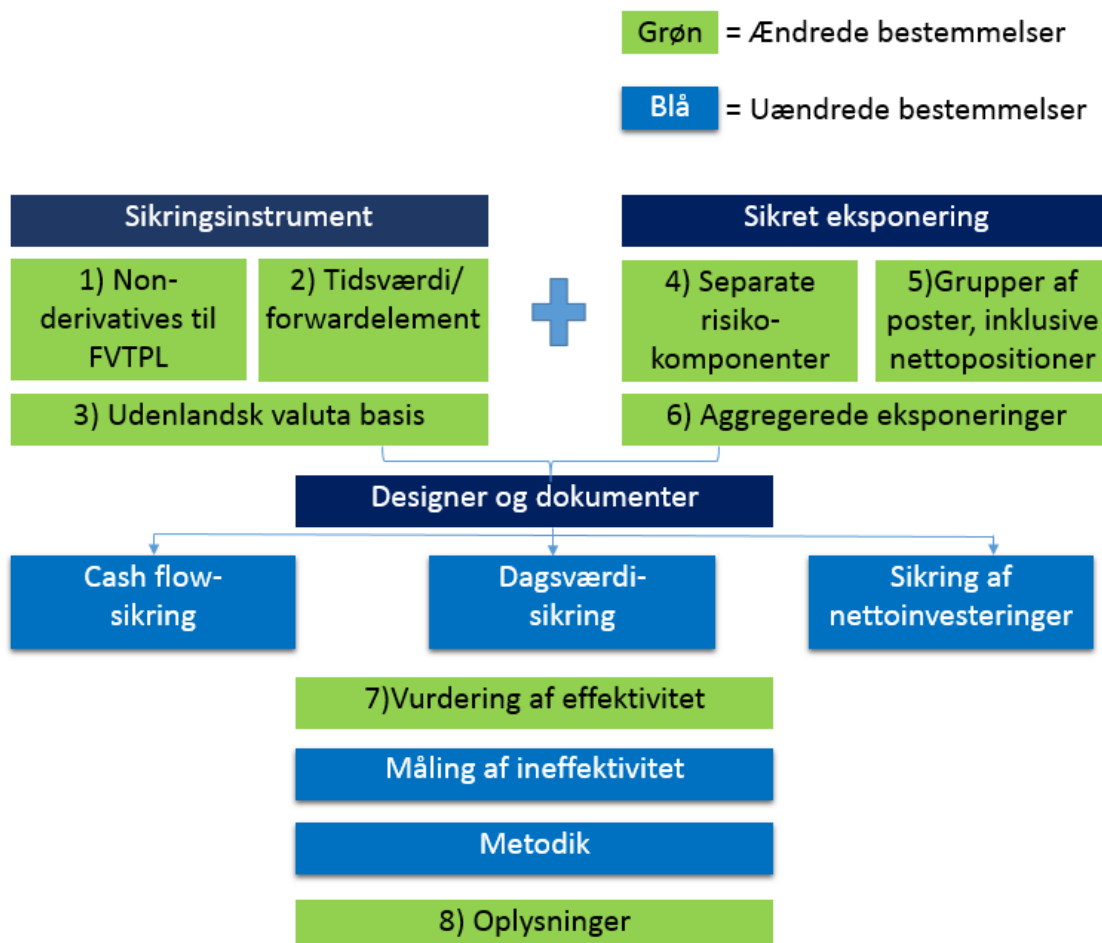 Grøn = Ændrede bestemmelser
Blå = Uændrede bestemmelser
Sikringsinstrument
Sikret eksponering
1) Non-
derivatives til
FVTPL
2) Tidsværdi/
forwardelement
4) Separate
risiko-
komponenter
5)Grupper af
poster, inklusive
nettopositioner
3) Udenlandsk valuta basis
6) Aggregerede eksponeringer
Designer og dokumenter
Cash flow-
sikring
Dagsværdi-
sikring
Sikring af
nettoinvesteringer
7)Vurdering af effektivitet
Måling af ineffektivitet
Metodik
8) Oplysninger